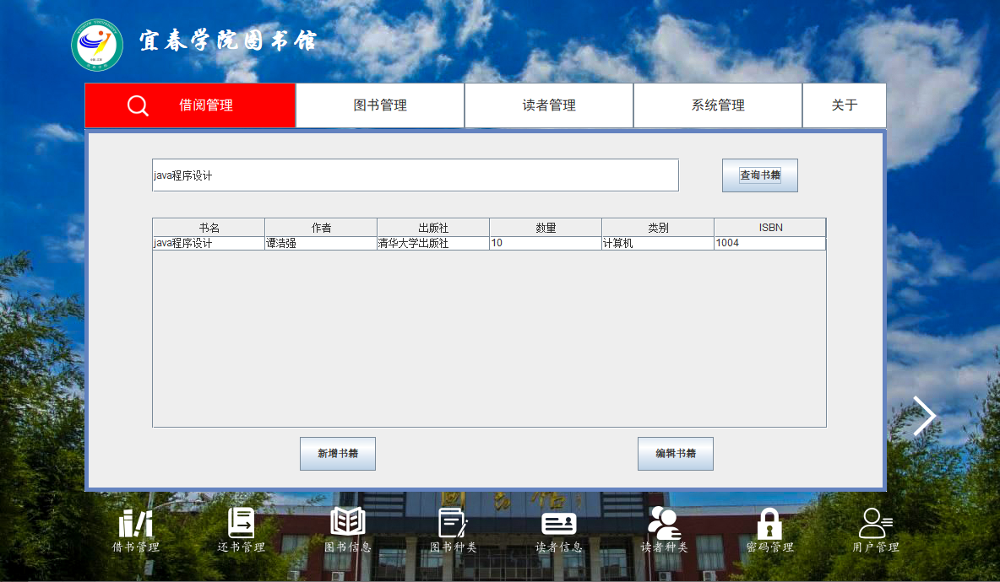 宜春学院图书馆
借阅管理 图书管理 读者管理 系统管理 关于
java程序设计 查询书籍
书名 作者 出版社 数量 类别 ISBN
java程序设计 谭浩强 清华大学出版社 10 计算机 1004
新增书籍 编辑书籍
借书管理 还书管理 图书信息 图书种类 读者信息 读者种类 密码管理 用户管理